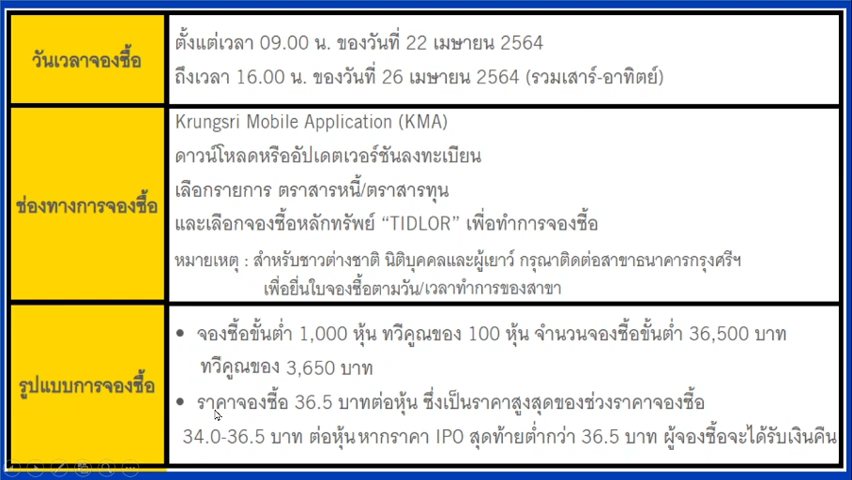 วันเวลาจองซื้อ
ตั้งแต่เวลา 09.00 น. ของวันที่ 22 เมษายน 2564
ถึงเวลา 16.00 น. ของวันที่ 26 เมษายน 2564 (รวมเสาร์-อาทิตย์)
ช่องทางการจองซื้อ
Krungsri Mobile Application (KMA)
ดาวน์โหลดหรืออัปเดตเวอร์ชันลงทะเบียน
เลือกรายการ ตราสารหนี้/ตราสารทุน
และเลือกจองซื้อหลักทรัพย์ “TIDLOR” เพื่อทำการจองซื้อ
หมายเหตุ : สำหรับชาวต่างชาติ นิติบุคคลและผู้เยาว์ กรุณาติดต่อสาขาธนาคารกรุงศรีฯ
เพื่อยื่นใบจองซื้อตามวัน/เวลาทำการของสาขา
รูปแบบการจองซื้อ
• จองซื้อขั้นต่ำ 1,000 หุ้น ทวีคูณของ 100 หุ้น จำนวนจองซื้อขั้นต่ำ 36,500 บาท
ทวีคูณของ 3,650 บาท
• ราคาจองซื้อ 36.5 บาทต่อหุ้น ซึ่งเป็นราคาสูงสุดของช่วงราคาจองซื้อ
34.0-36.5 บาท ต่อหุ้น หากราคา IPO สุดท้ายต่ำกว่า 36.5 บาท ผู้จองซื้อจะได้รับเงินคืน